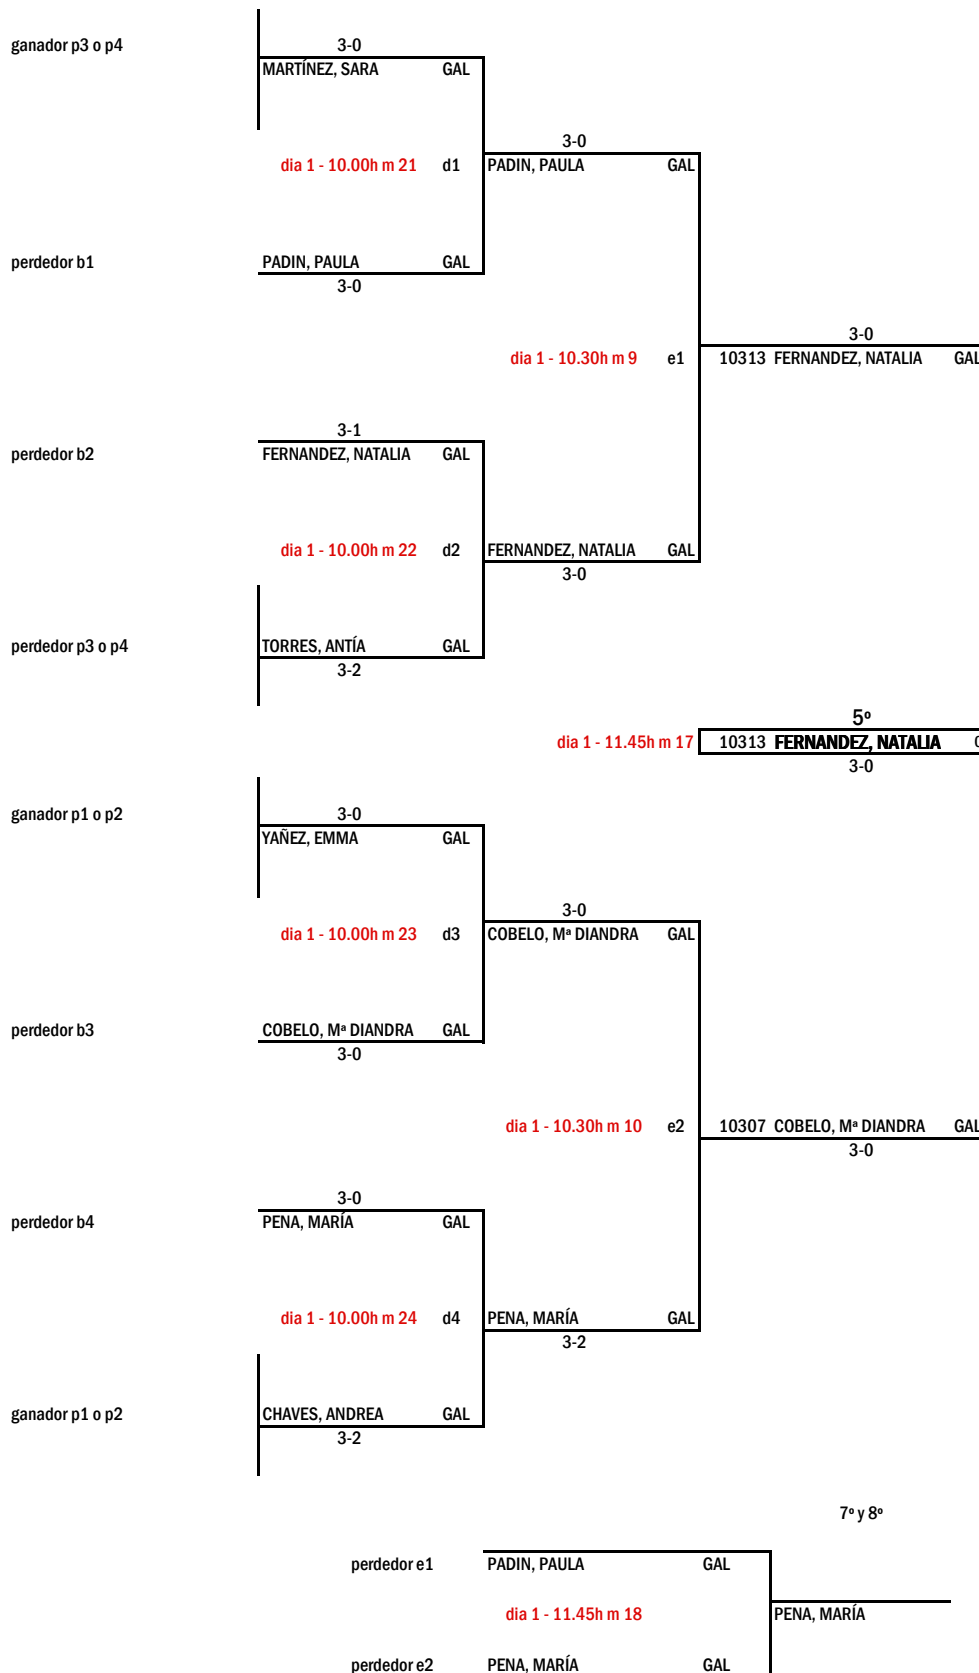 ganador p3 o p4
3-0
MARTÍNEZ, SARA GAL
3-0
dia 1 - 10.00h m 21 d1 PADIN, PAULA GAL
perdedor b1 PADIN, PAULA GAL
3-0
3-0
dia 1 - 10.30h m 9 e1 10313 FERNANDEZ, NATALIA GAL
3-1
perdedor b2 FERNANDEZ, NATALIA GAL
dia 1 - 10.00h m 22 d2 FERNANDEZ, NATALIA GAL
3-0
perdedor p3 o p4 TORRES, ANTÍA GAL
3-2
5º
dia 1 - 11.45h m 17 10313 FERNANDEZ, NATALIA
3-0
ganador p1 o p2 3-0
YAÑEZ, EMMA GAL
3-0
dia 1 - 10.00h m 23 d3 COBELO, Mª DIANDRA GAL
perdedor b3 COBELO, Mª DIANDRA GAL
3-0
dia 1 - 10.30h m 10 e2 10307 COBELO, Mª DIANDRA GAL
3-0
3-0
perdedor b4 PENA, MARÍA GAL
dia 1 - 10.00h m 24 d4 PENA, MARÍA GAL
3-2
ganador p1 o p2 CHAVES, ANDREA GAL
3-2
7º y 8º
perdedor e1 PADIN, PAULA GAL
dia 1 - 11.45h m 18 PENA, MARÍA
perdedor e2 PENA, MARÍA GAL